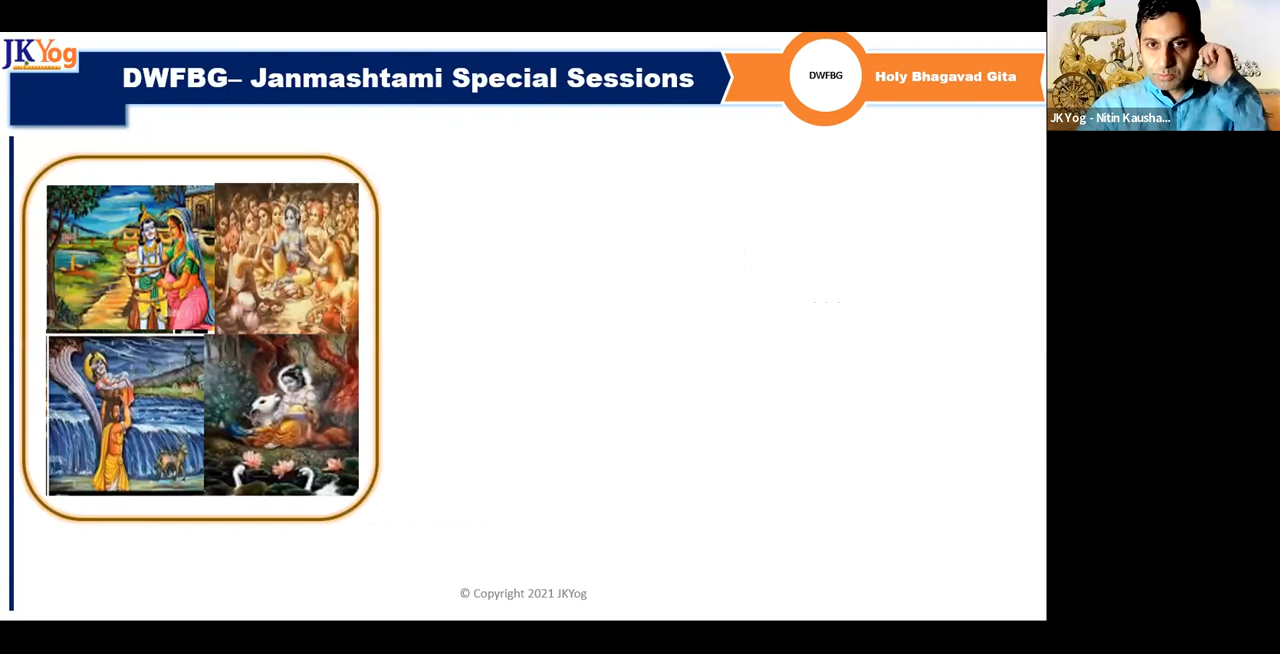 JKYog
DWFBG– Janmashtami Special Sessions
DWFBG
Holy Bhagavad Gita
JKYog - Nitin Kausha...
© Copyright 2021 JKYog